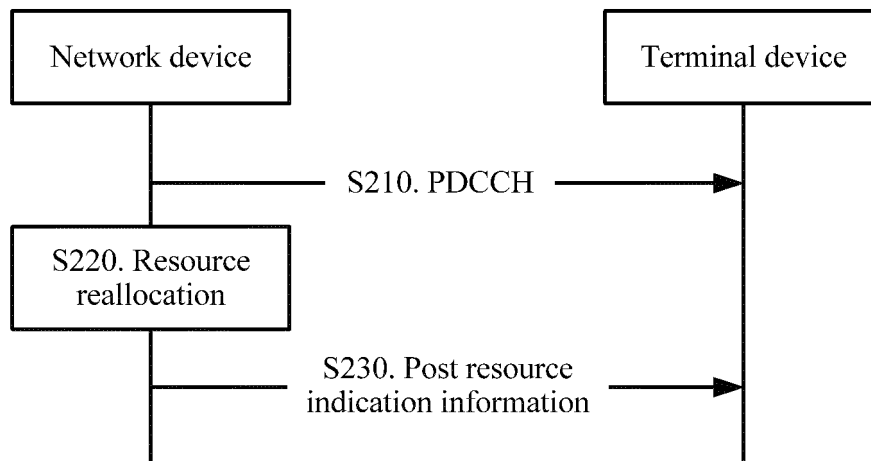 Network device
Terminal device
S210. PDCCH
S220. Resource
reallocation
S230. Post resource
indication information